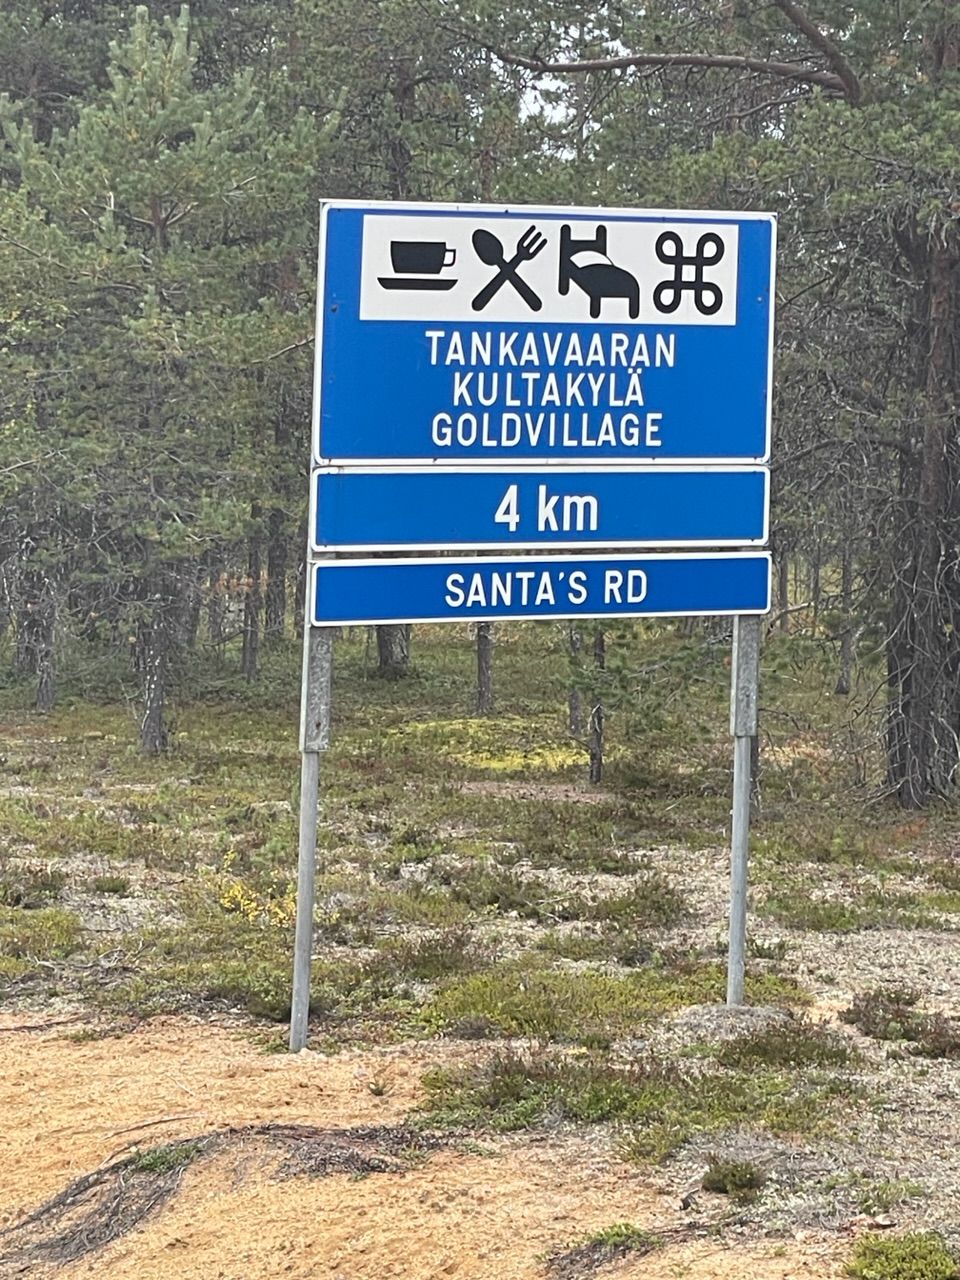 TANKAVAARAN
KULTAKYLÄ
GOLDVILLAGE
4 km
SANTA'S RD